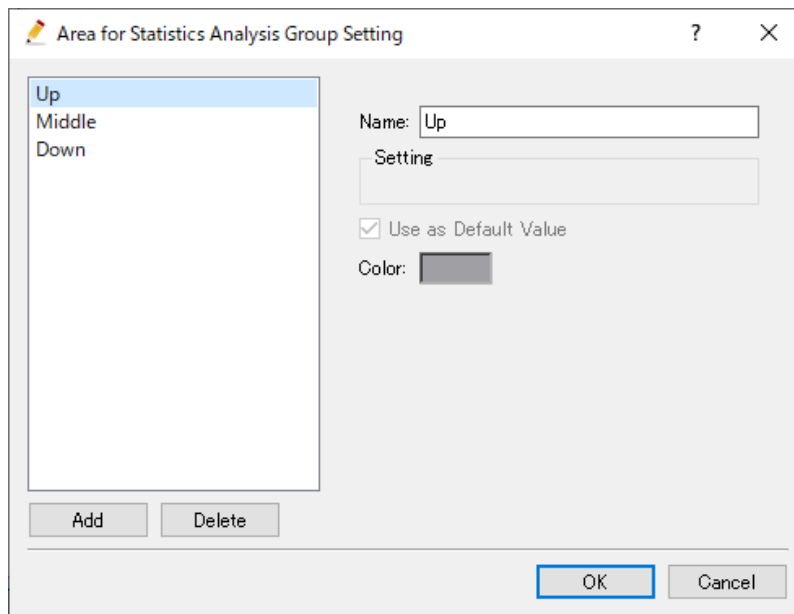 Area for Statistics Analysis Group Setting
?
Up
Middle
Down
Name: Up
Setting
Use as Default Value
Color:
Add Delete
OK Cancel